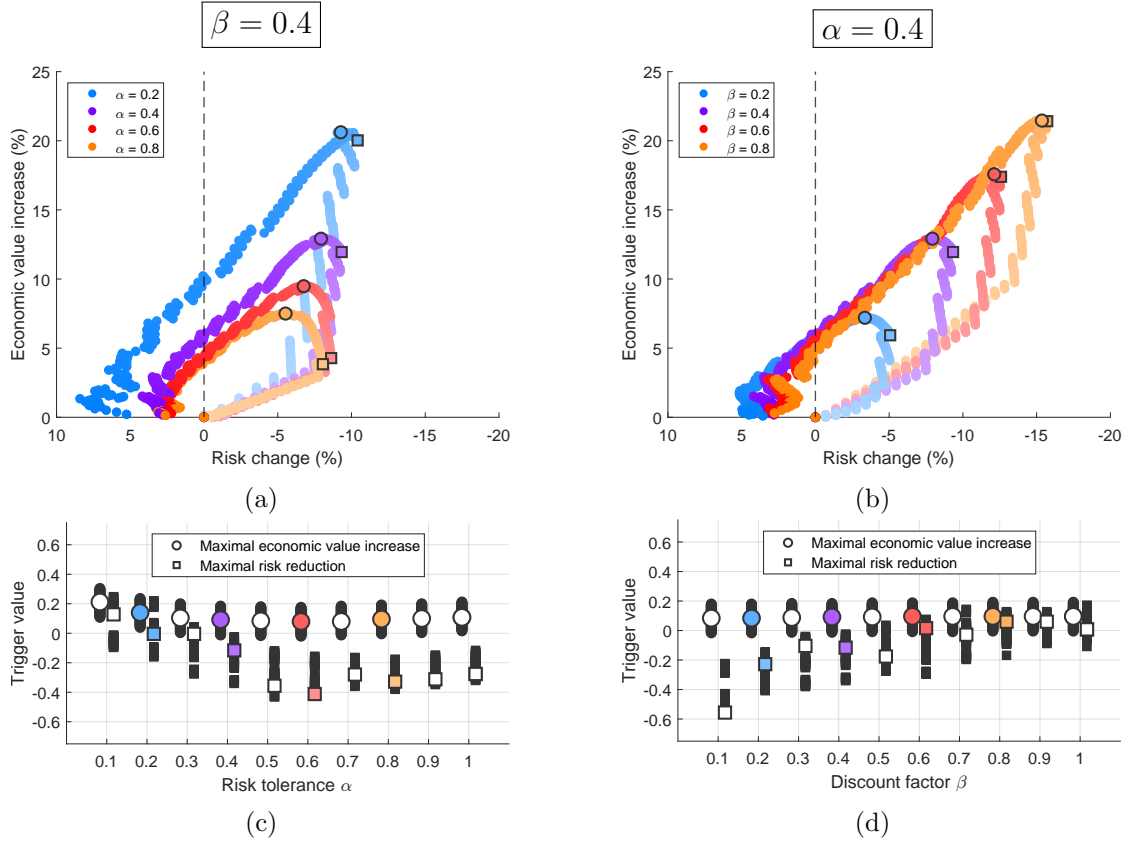 β = 0.4
α = 0.4
25
20
15
10
5
0
Economic value increase (%)
α = 0.2
α = 0.4
α = 0.6
α = 0.8
10 5 0 -5 -10 -15 -20
Risk change (%)
(a)
25
20
15
10
5
0
Economic value increase (%)
β = 0.2
β = 0.4
β = 0.6
β = 0.8
10 5 0 -5 -10 -15 -20
Risk change (%)
(b)
0.6
0.4
0.2
0
-0.2
-0.4
-0.6
Trigger value
Maximal economic value increase
Maximal risk reduction
0.1 0.2 0.3 0.4 0.5 0.6 0.7 0.8 0.9 1
Risk tolerance α
(c)
0.6
0.4
0.2
0
-0.2
-0.4
-0.6
Trigger value
Maximal economic value increase
Maximal risk reduction
0.1 0.2 0.3 0.4 0.5 0.6 0.7 0.8 0.9 1
Discount factor β
(d)